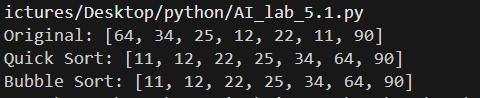 ictures/Desktop/python/AI_lab_5.1.py
Original: [64, 34, 25, 12, 22, 11, 90]
Quick Sort: [11, 12, 22, 25, 34, 64, 90]
Bubble Sort: [11, 12, 22, 25, 34, 64, 90]